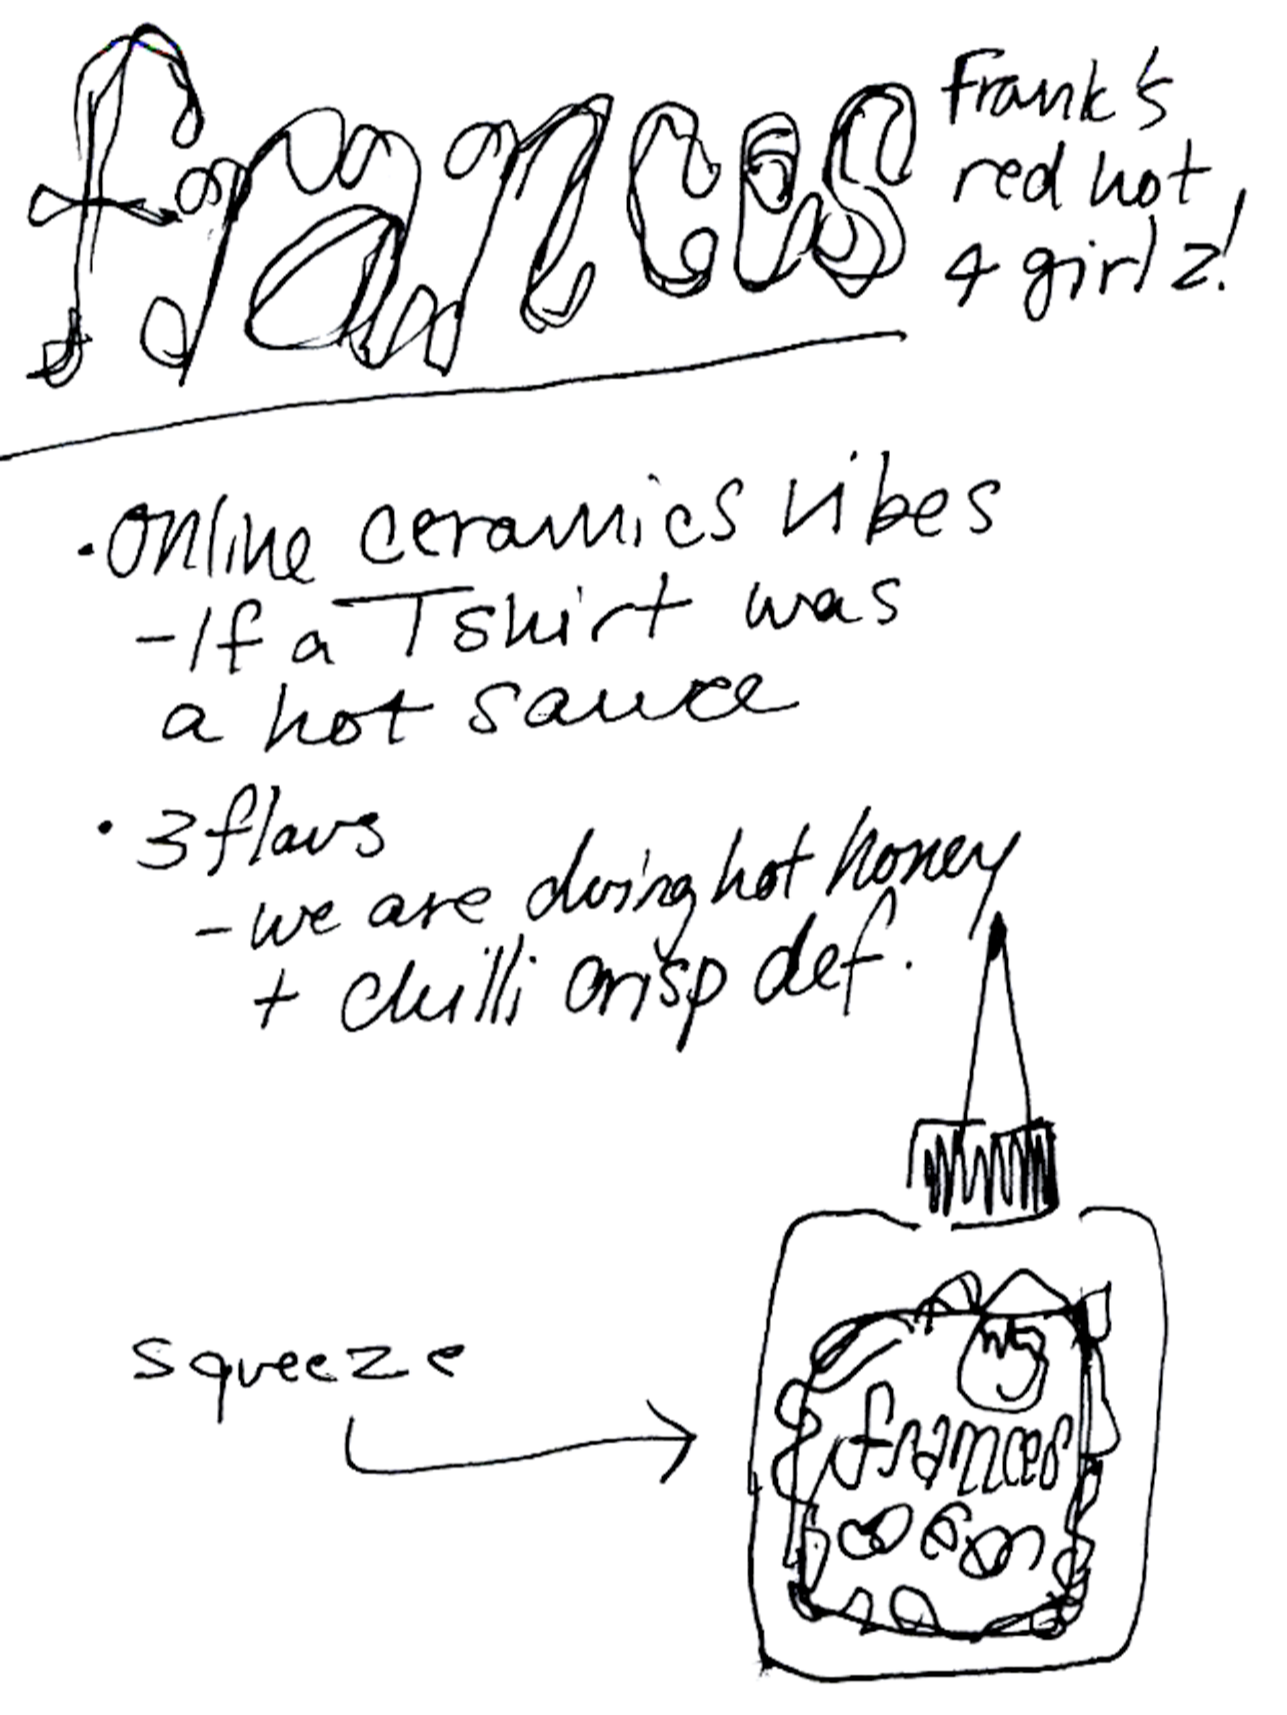 frances
Frank's
red hot
4 girlz!
• Online ceramics vibes
- If a T shirt was
a hot sauce
• 3 flavs
- we are doing hot honey
+ chilli crisp def.
squeeze
frances